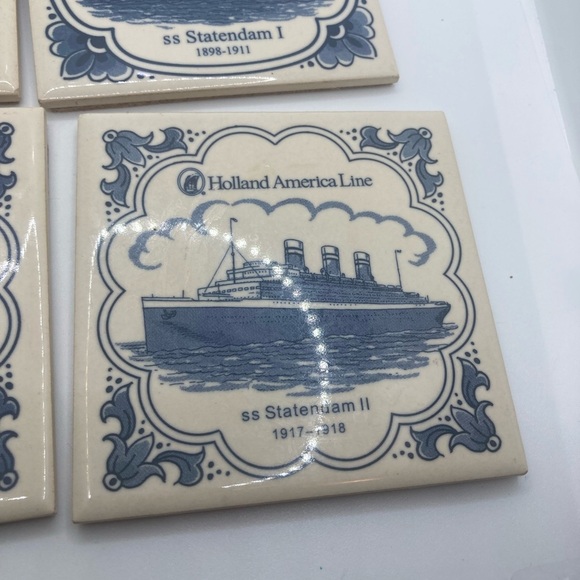 ss Statendam I
1898-1911
Holland America Line
ss Statendam II
1917-1918